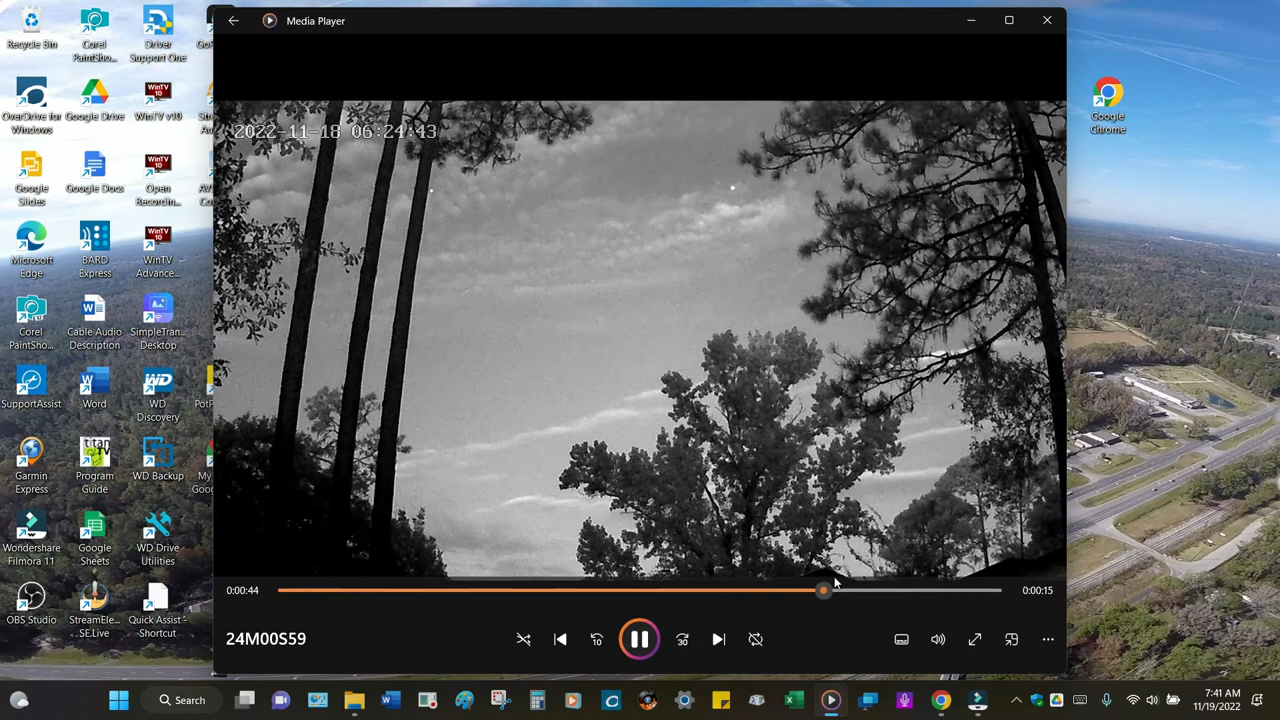 Media Player
Recycle Bin
Corel
PaintSho...
Driver
Support One
OverDrive for
Windows
Google Drive
WinTV v10
Google
Slides
Google Docs
Open
Recordin...
Microsoft
Edge
BARD
Express
WinTV
Advance...
Corel
PaintSho...
Cable Audio
Description
SimpleTran...
Desktop
SupportAssist
Word
WD
Discovery
Garmin
Express
Program
Guide
WD Backup
Wondershare
Filmora 11
Google
Sheets
WD Drive
Utilities
OBS Studio
StreamEle...
SE.Live
Quick Assist -
Shortcut
Google
Chrome
2022-11-18 06:24:43
0:00:44
0:00:15
24M00S59
10
30
Search
7:41 AM
11/19/2022